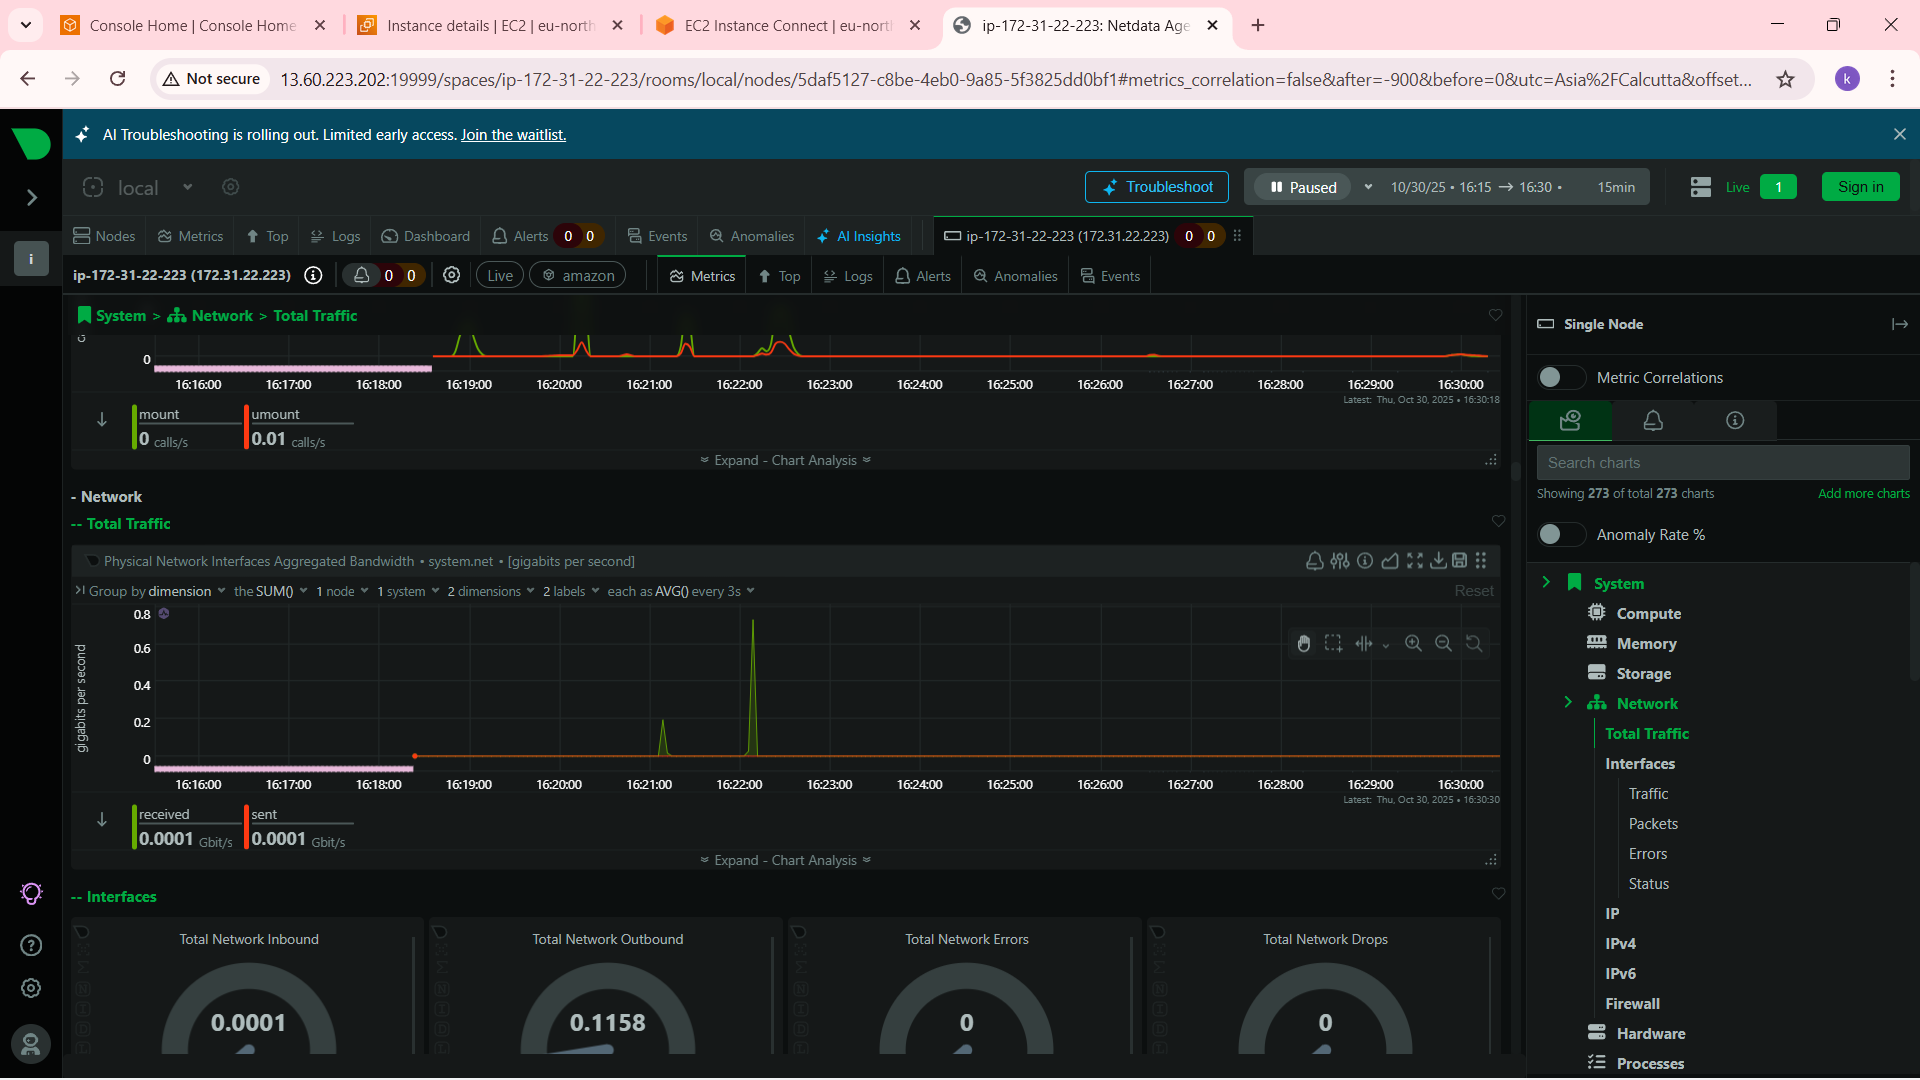 Console Home | Console Home
Instance details | EC2 | eu-north
EC2 Instance Connect | eu-nort
ip-172-31-22-223: Netdata Age
Not secure
13.60.223.202:19999/spaces/ip-172-31-22-223/rooms/local/nodes/5daf5127-c8be-4eb0-9a85-5f3825dd0bf1#metrics_correlation=false&after=-900&before=0&utc=Asia%2FCalcutta&offset...
k
AI Troubleshooting is rolling out. Limited early access. Join the waitlist.
local
Troubleshoot
Paused
10/30/25 • 16:15 → 16:30 •
15min
Live
1
Sign in
Nodes
Metrics
Top
Logs
Dashboard
Alerts
0
0
Events
Anomalies
AI Insights
ip-172-31-22-223 (172.31.22.223)
0
0
i
ip-172-31-22-223 (172.31.22.223)
0
0
Live
amazon
Metrics
Top
Logs
Alerts
Anomalies
Events
System > Network > Total Traffic
0
16:16:00 16:17:00 16:18:00 16:19:00 16:20:00 16:21:00 16:22:00 16:23:00 16:24:00 16:25:00 16:26:00 16:27:00 16:28:00 16:29:00 16:30:00
Latest: Thu, Oct 30, 2025 • 16:30:18
mount
0 calls/s
umount
0.01 calls/s
Expand - Chart Analysis
- Network
-- Total Traffic
Physical Network Interfaces Aggregated Bandwidth • system.net • [gigabits per second]
Group by dimension the SUM() 1 node 1 system 2 dimensions 2 labels each as AVG() every 3s
Reset
gigabits per second
0.8
0.6
0.4
0.2
0
16:16:00 16:17:00 16:18:00 16:19:00 16:20:00 16:21:00 16:22:00 16:23:00 16:24:00 16:25:00 16:26:00 16:27:00 16:28:00 16:29:00 16:30:00
Latest: Thu, Oct 30, 2025 • 16:30:30
received
0.0001 Gbit/s
sent
0.0001 Gbit/s
Expand - Chart Analysis
-- Interfaces
Total Network Inbound
0.0001
Total Network Outbound
0.1158
Total Network Errors
0
Total Network Drops
0
Single Node
Metric Correlations
Search charts
Showing 273 of total 273 charts
Add more charts
Anomaly Rate %
System
Compute
Memory
Storage
Network
Total Traffic
Interfaces
Traffic
Packets
Errors
Status
IP
IPv4
IPv6
Firewall
Hardware
Processes